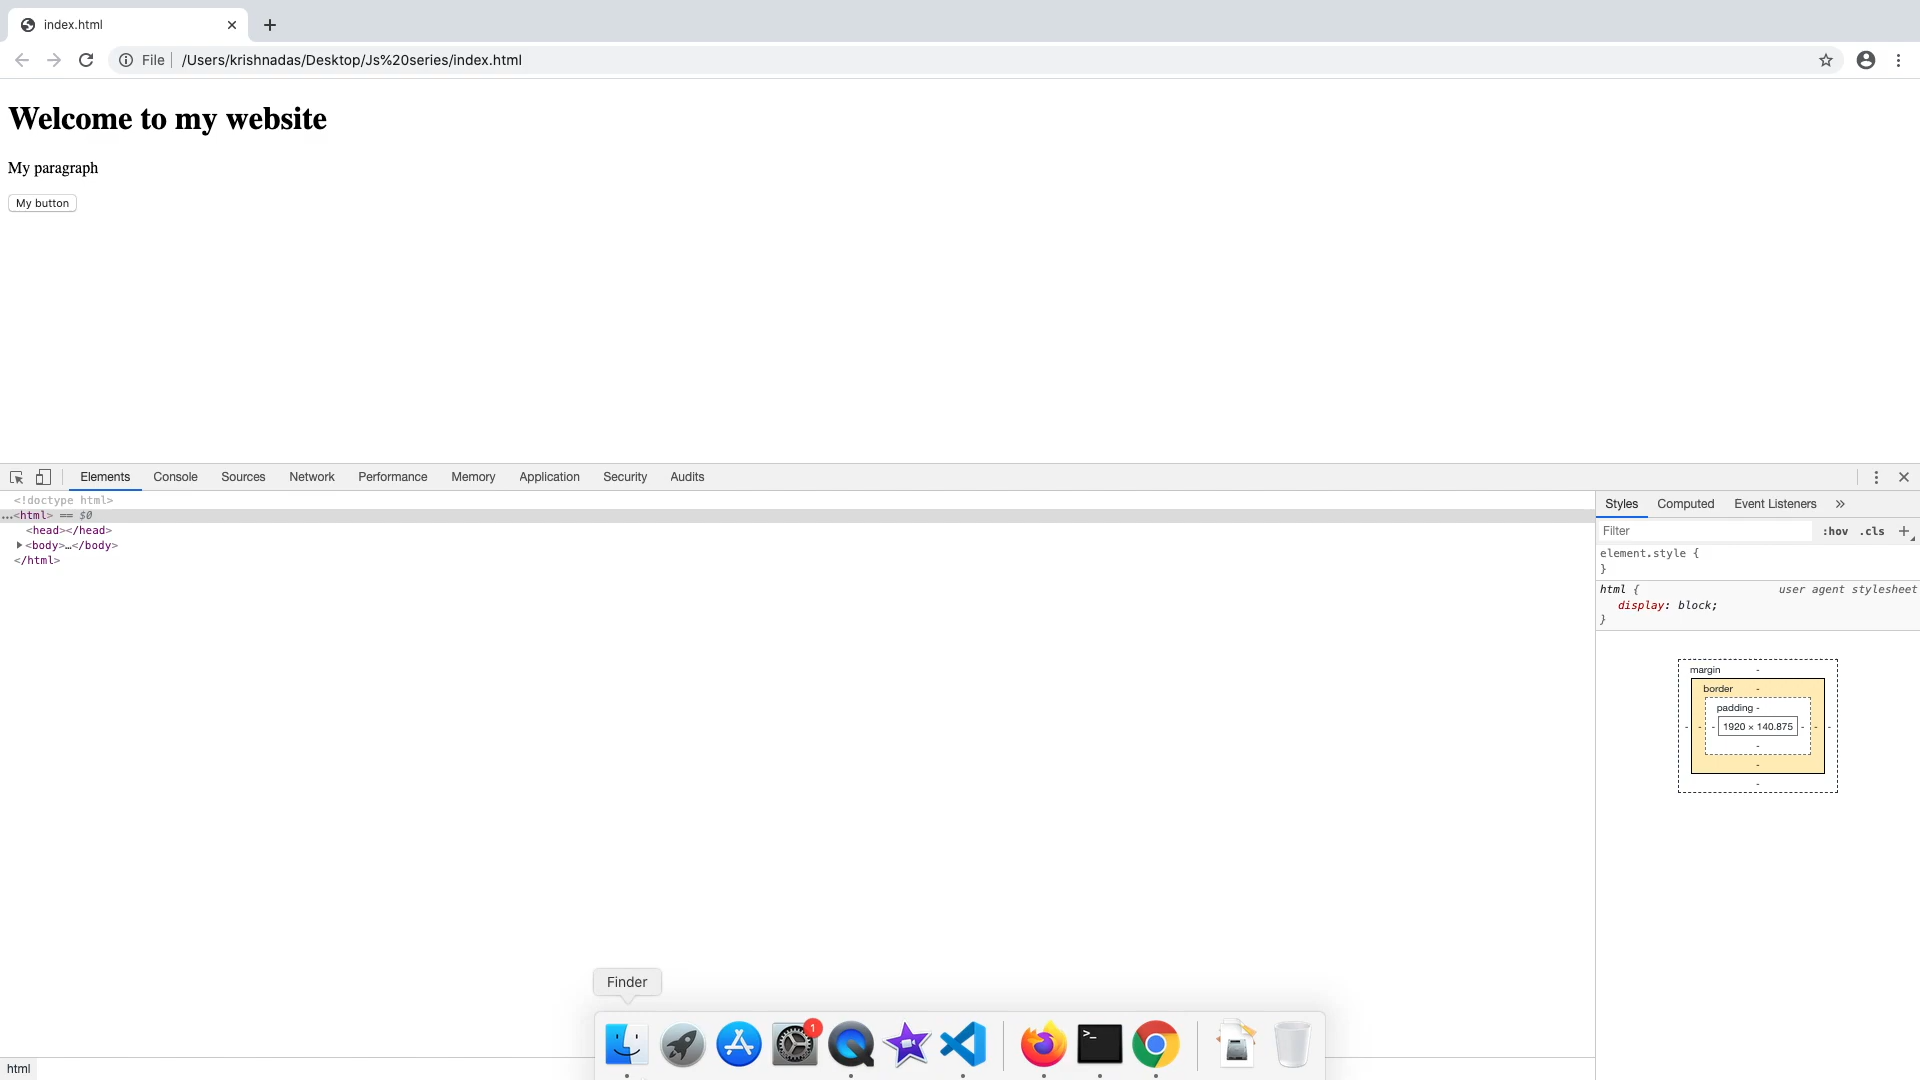 index.html
File
/Users/krishnadas/Desktop/Js%20series/index.html
Welcome to my website
My paragraph
My button
Elements Console Sources Network Performance Memory Application Security Audits
<!doctype html>
...<html> == $0
<head></head>
<body>…</body>
</html>
Styles Computed Event Listeners »
Filter :hov .cls +
element.style {
}
html { user agent stylesheet
display: block;
}
margin -
border -
padding -
- - - 1920 × 140.875 - - -
-
-
-
Finder
1
>_
html